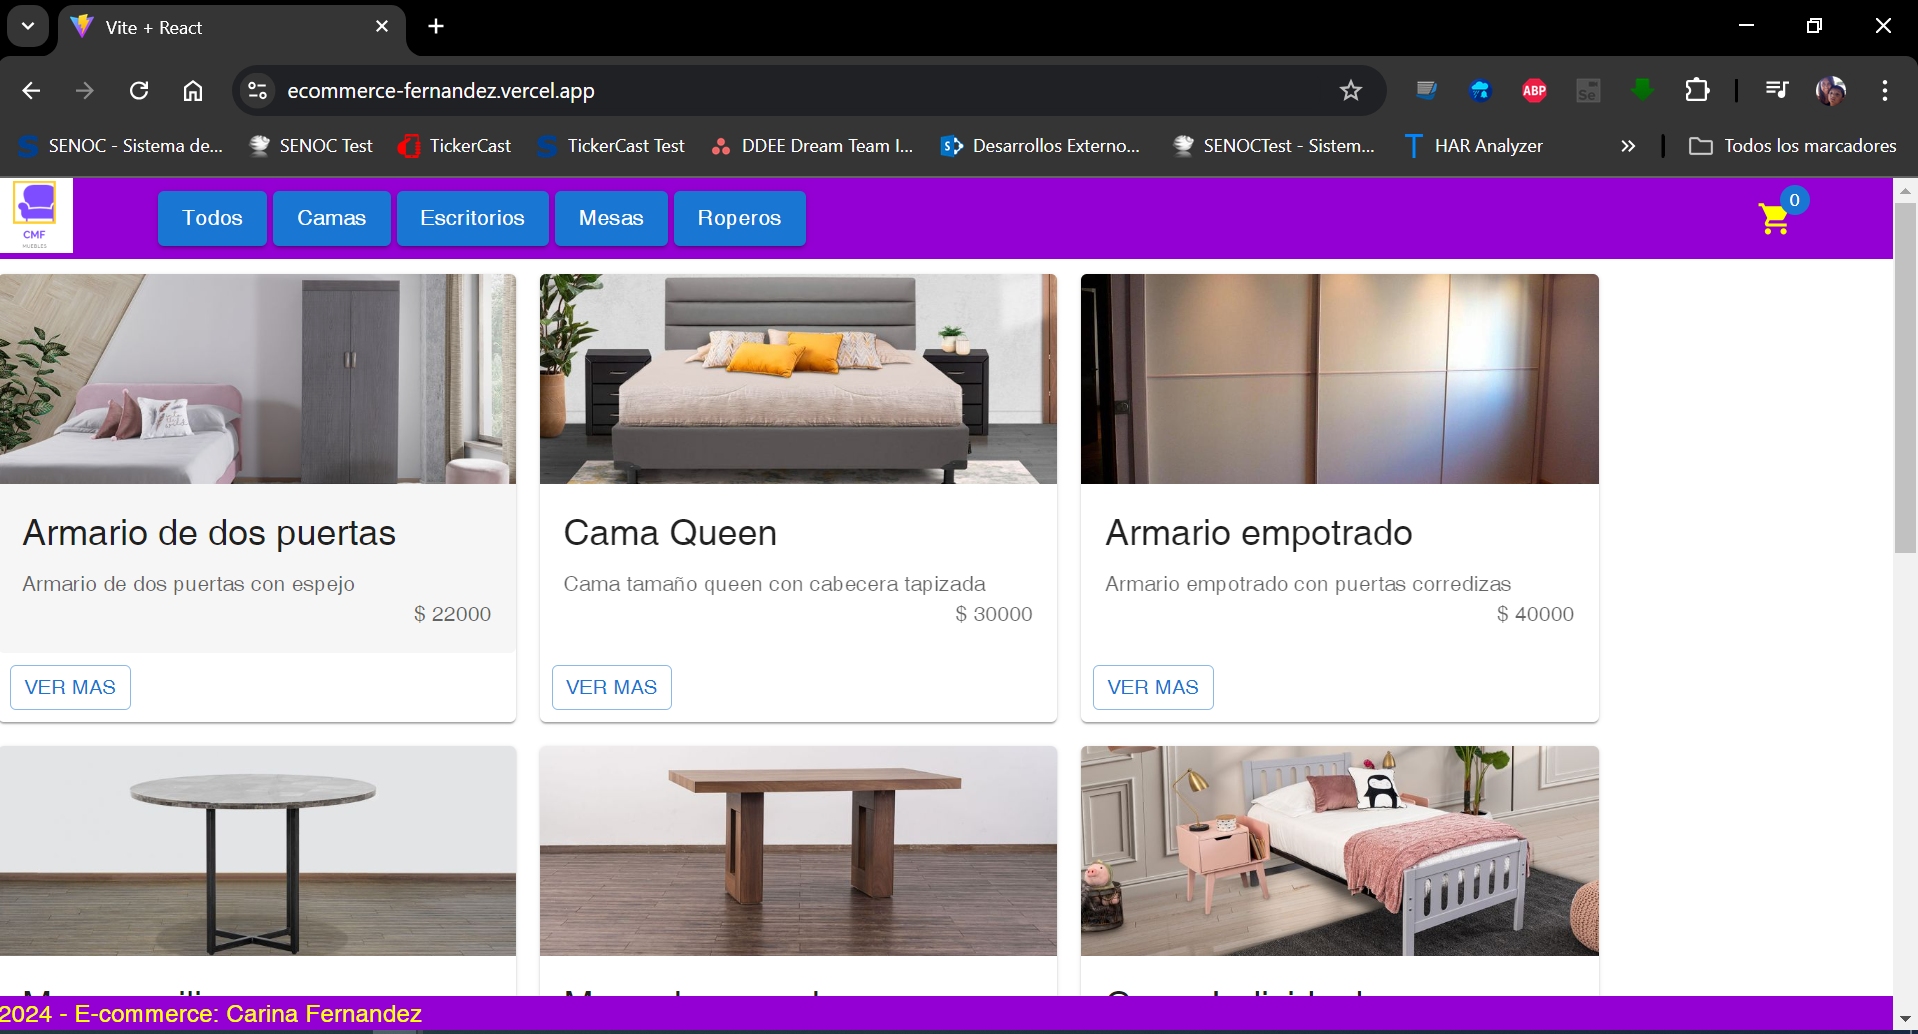 Vite + React
ecommerce-fernandez.vercel.app
ABP
Se
SENOC - Sistema de...
SENOC Test
TickerCast
TickerCast Test
DDEE Dream Team I...
Desarrollos Externo...
SENOCTest - Sistem...
HAR Analyzer
Todos los marcadores
CMF
MUEBLES
Todos
Camas
Escritorios
Mesas
Roperos
0
Armario de dos puertas
Armario de dos puertas con espejo
$ 22000
VER MAS
Cama Queen
Cama tamaño queen con cabecera tapizada
$ 30000
VER MAS
Armario empotrado
Armario empotrado con puertas corredizas
$ 40000
VER MAS
2024 - E-commerce: Carina Fernandez